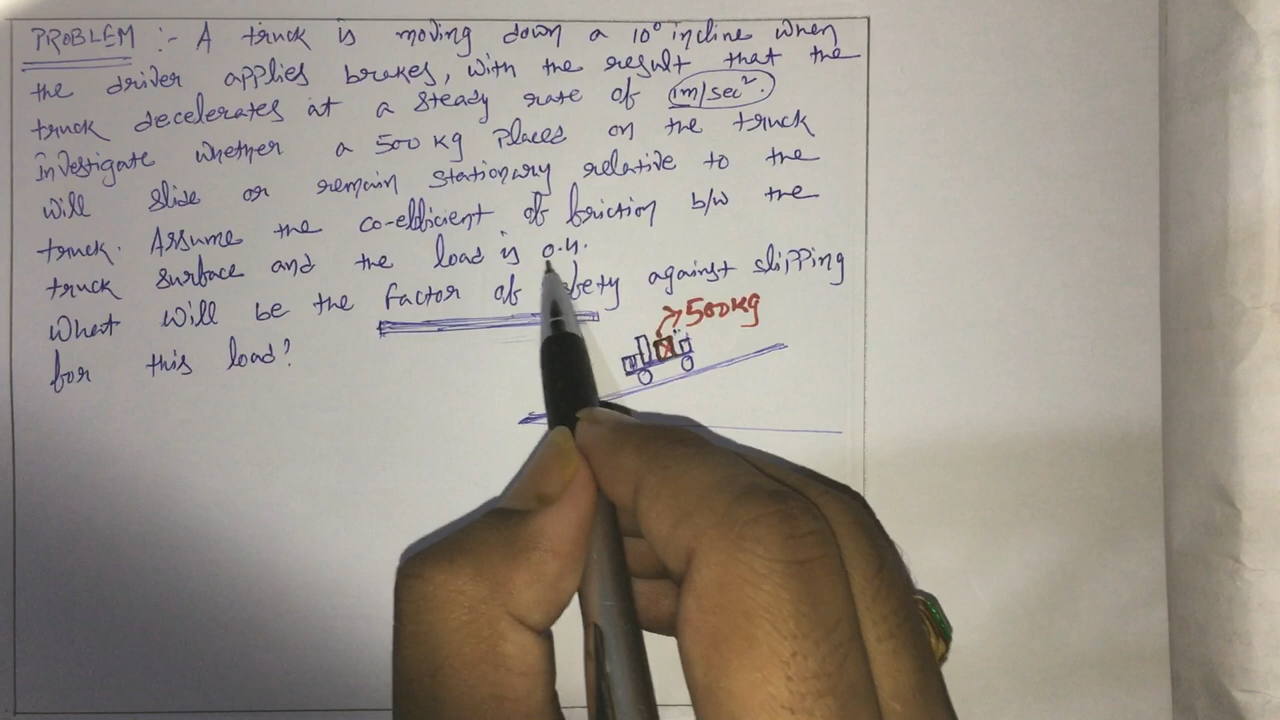 PROBLEM :- A truck is moving down a 10° incline when
the driver applies brakes, with the result that the
truck decelerates at a steady rate of 1m/sec².
Investigate whether a 500 kg places on the truck
will slide or remain stationary relative to the
truck. Assume the co-efficient of friction b/w the
truck surface and the load is 0.4.
What will be the factor of safety against slipping
for this load?
500kg